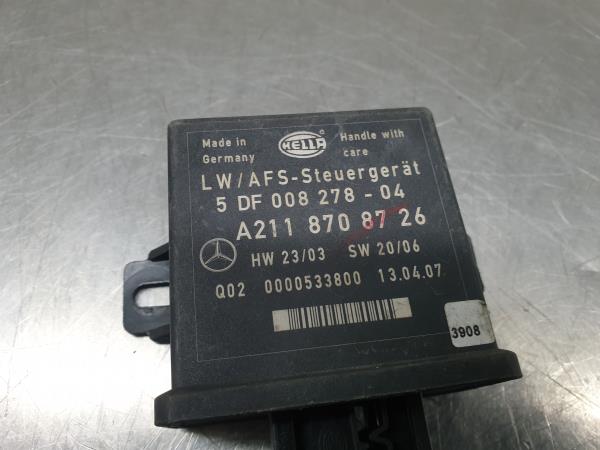 Made in
Germany
HELLA
®
Handle with
care
LW/AFS-Steuergerät
5 DF 008 278 - 04
A211 870 87 26
HW 23/03 SW 20/06
Q02 0000533800 13.04.07
3908